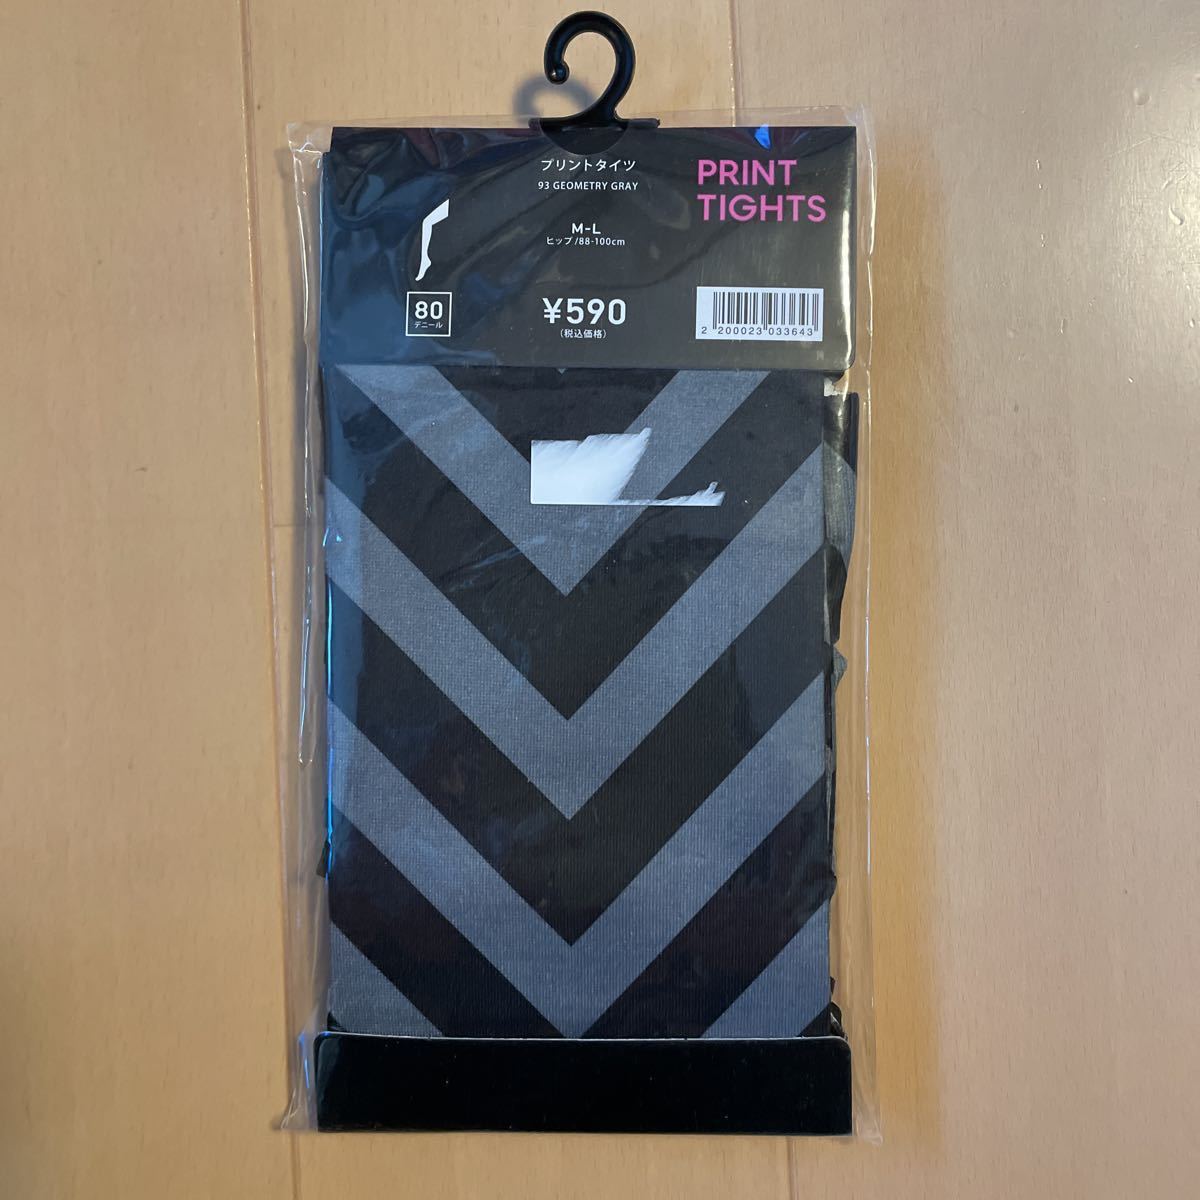 プリントタイツ
93 GEOMETRY GRAY
M-L
ヒップ/88-100cm
80
デニール
¥590
(税込価格)
PRINT
TIGHTS
2 200023 033643